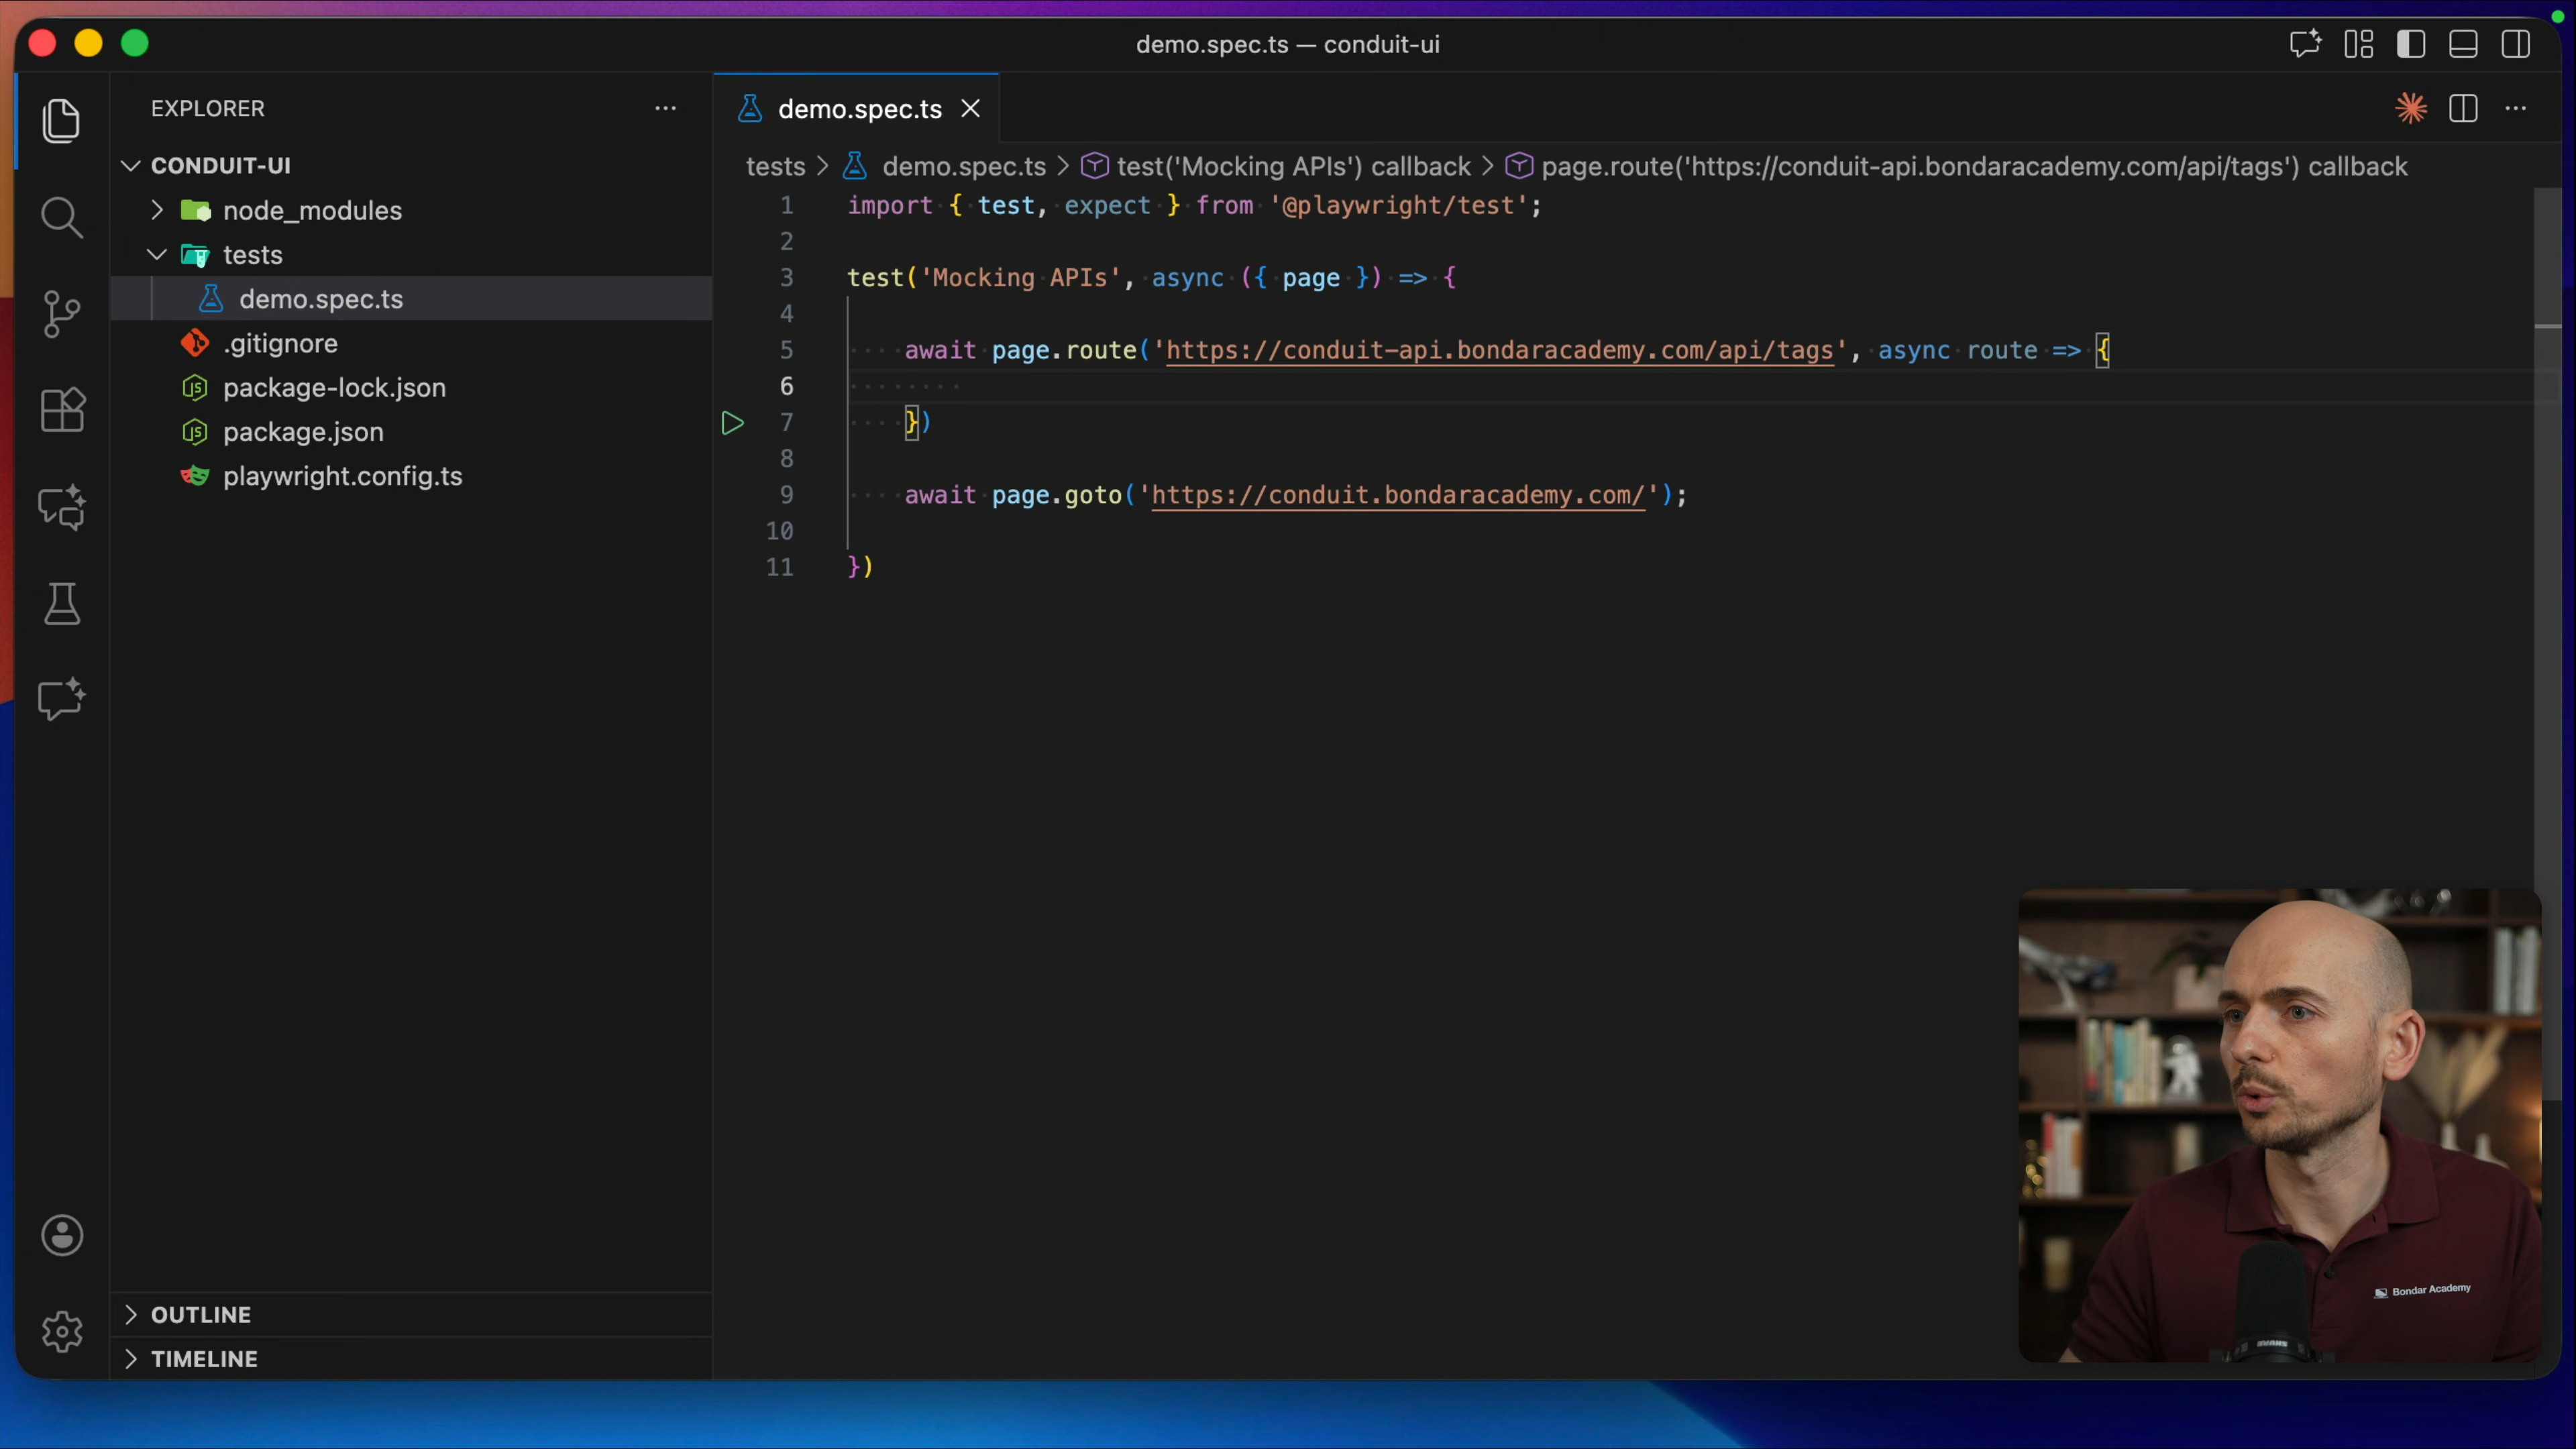 demo.spec.ts — conduit-ui
EXPLORER
CONDUIT-UI
node_modules
tests
demo.spec.ts
.gitignore
package-lock.json
package.json
playwright.config.ts
OUTLINE
TIMELINE
demo.spec.ts
tests > demo.spec.ts > test('Mocking APIs') callback > page.route('https://conduit-api.bondaracademy.com/api/tags') callback
1 import { test, expect } from '@playwright/test';
2
3 test('Mocking APIs', async ({ page }) => {
4
5 await page.route('https://conduit-api.bondaracademy.com/api/tags', async route => {
6
7 })
8
9 await page.goto('https://conduit.bondaracademy.com/');
10
11 })
Bondar Academy